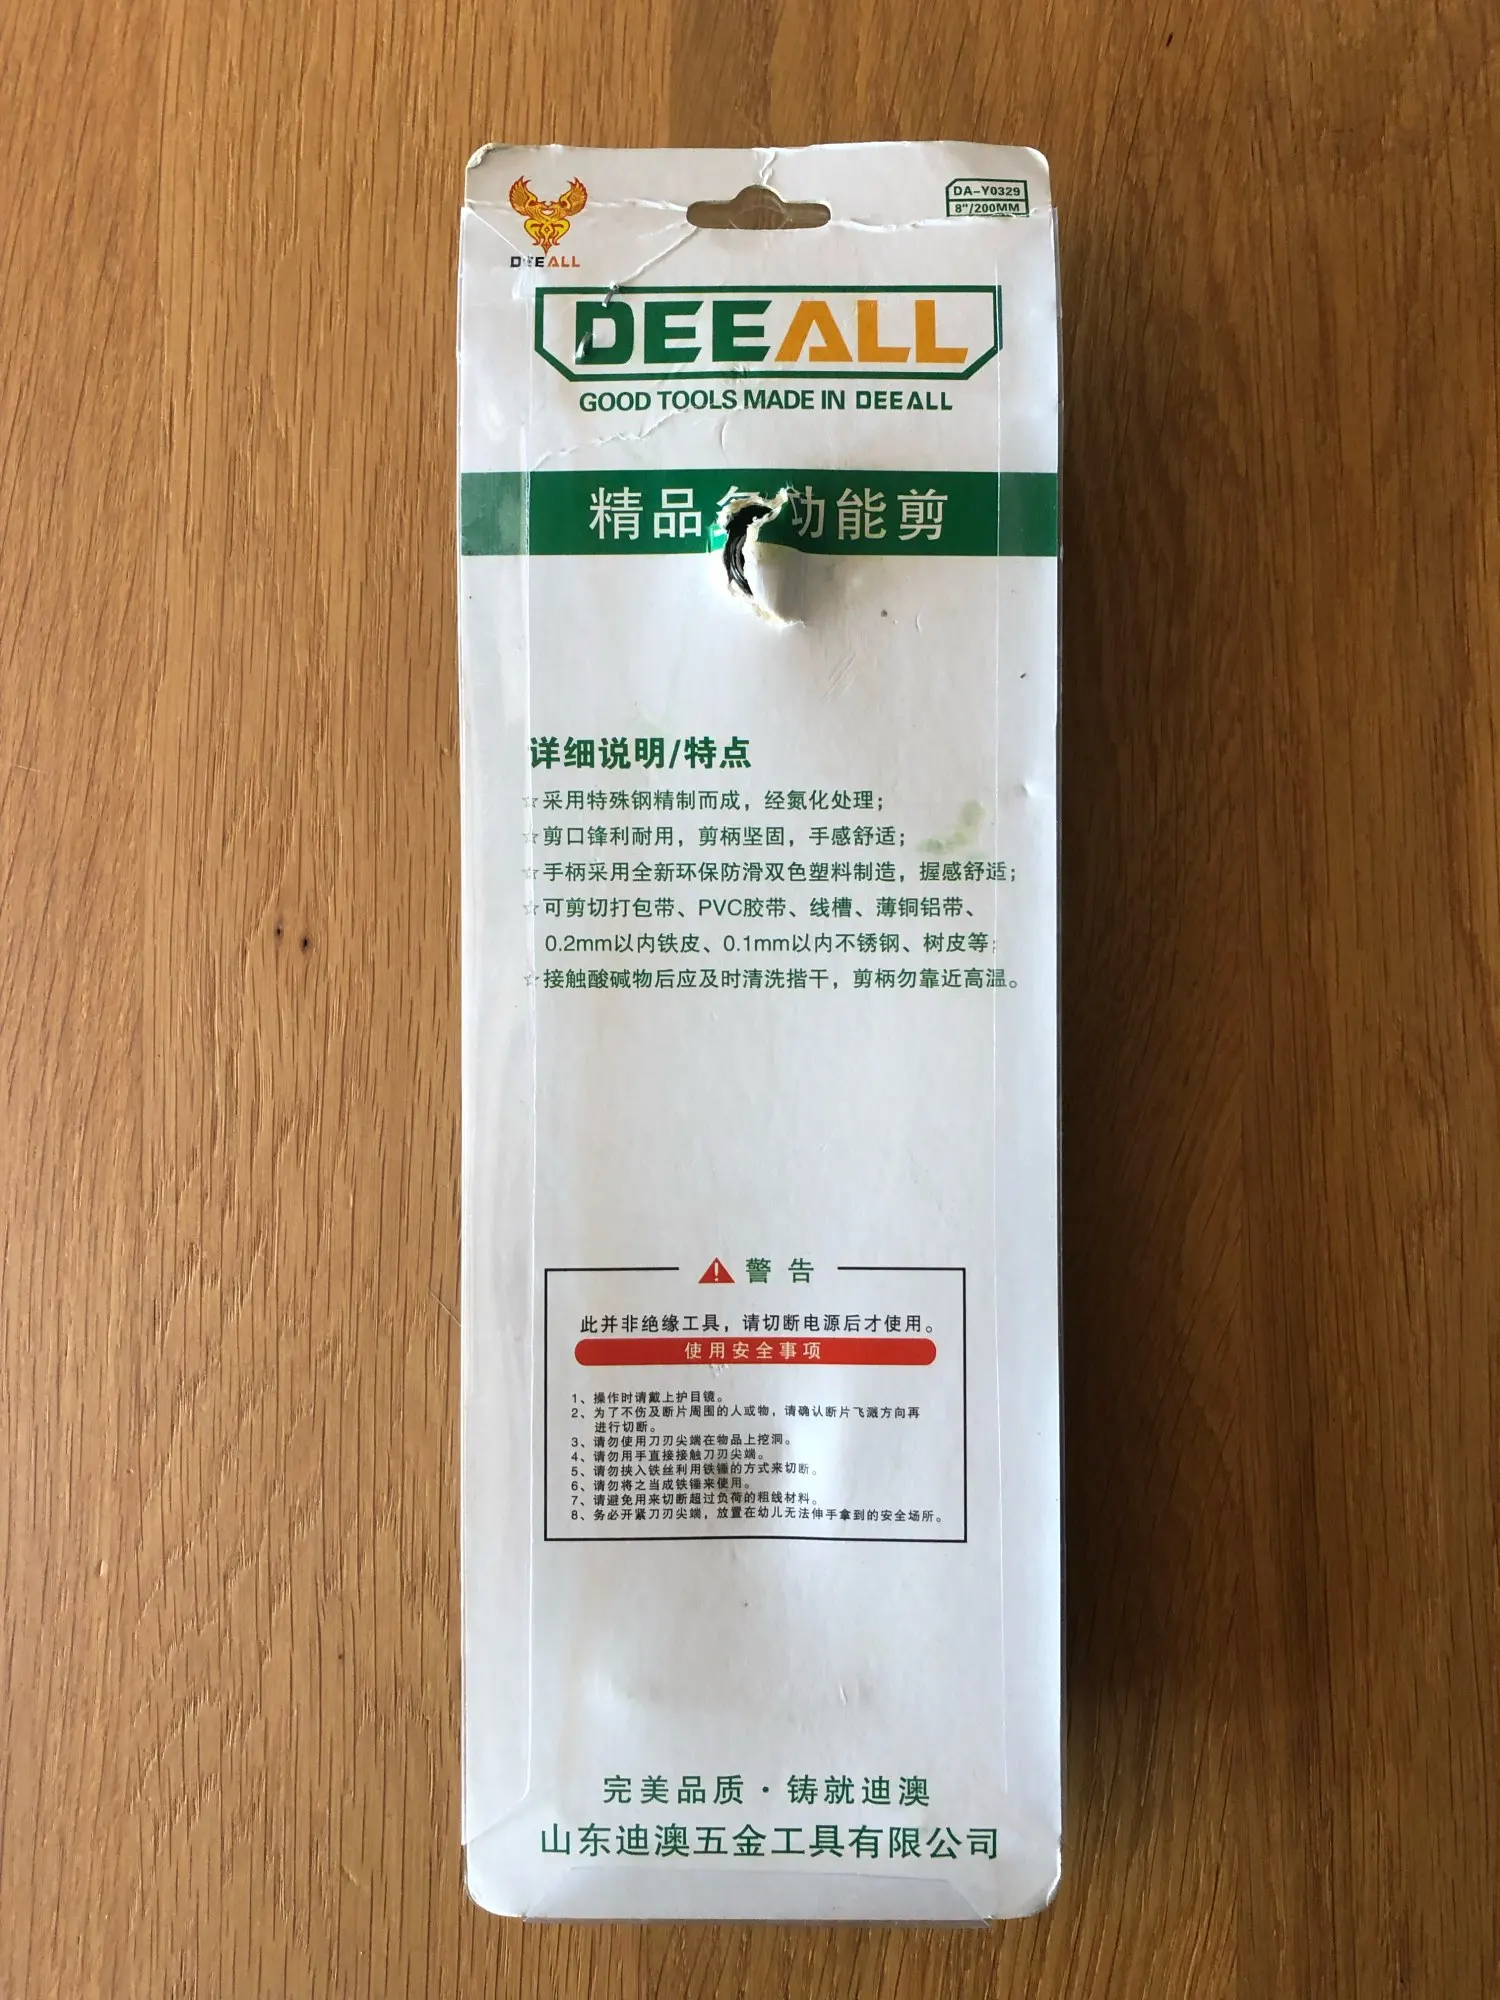 DEEALL
DA-Y0329
8"/200MM
DEEALL
GOOD TOOLS MADE IN DEEALL
精品多功能剪
详细说明/特点
☆采用特殊钢精制而成，经氮化处理；
☆剪口锋利耐用，剪柄坚固，手感舒适；
☆手柄采用全新环保防滑双色塑料制造，握感舒适；
☆可剪切打包带、PVC胶带、线槽、薄铜铝带、
0.2mm以内铁皮、0.1mm以内不锈钢、树皮等；
☆接触酸碱物后应及时清洗揩干，剪柄勿靠近高温。
警告
此并非绝缘工具，请切断电源后才使用。
使用安全事项
1、操作时请戴上护目镜。
2、为了不伤及断片周围的人或物，请确认断片飞溅方向再
进行切断。
3、请勿使用刀刃尖端在物品上挖洞。
4、请勿用手直接接触刀刃尖端。
5、请勿挟入铁丝利用铁锤的方式来切断。
6、请勿将之当成铁锤来使用。
7、请避免用来切断超过负荷的粗线材料。
8、务必开紧刀刃尖端，放置在幼儿无法伸手拿到的安全场所。
完美品质·铸就迪澳
山东迪澳五金工具有限公司